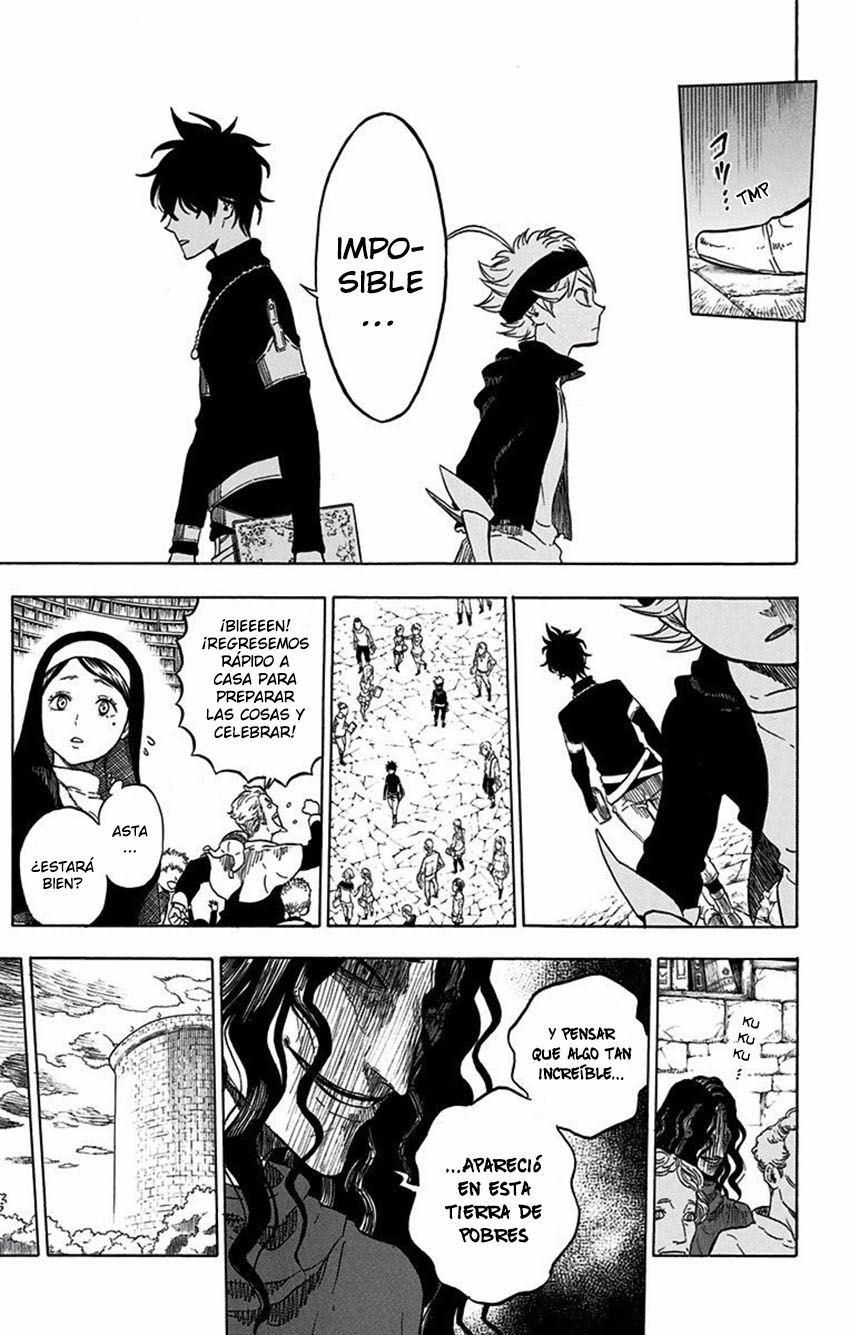 コツ…
TMP
IMPO-
SIBLE
...
¡BIEEEEN!
¡REGRESEMOS
RÁPIDO A
CASA PARA
PREPARAR
LAS COSAS Y
CELEBRAR!
ASTA
...
¿ESTARÁ
BIEN?
KU
KU
KU
...
Y PENSAR
QUE ALGO TAN
INCREÍBLE...
...APARECIÓ
EN ESTA
TIERRA DE
POBRES